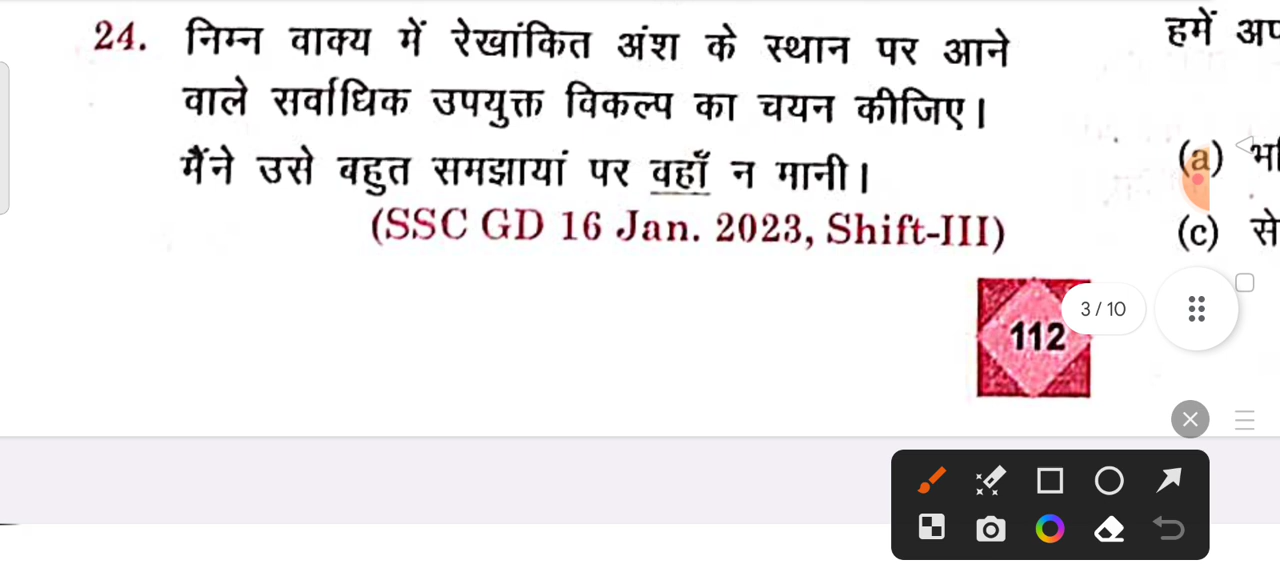 24. निम्न वाक्य में रेखांकित अंश के स्थान पर आने
वाले सर्वाधिक उपयुक्त विकल्प का चयन कीजिए।
मैंने उसे बहुत समझायां पर वहाँ न मानी।
(SSC GD 16 Jan. 2023, Shift-III)
112
हमें
(a)
(c) से
3 / 10